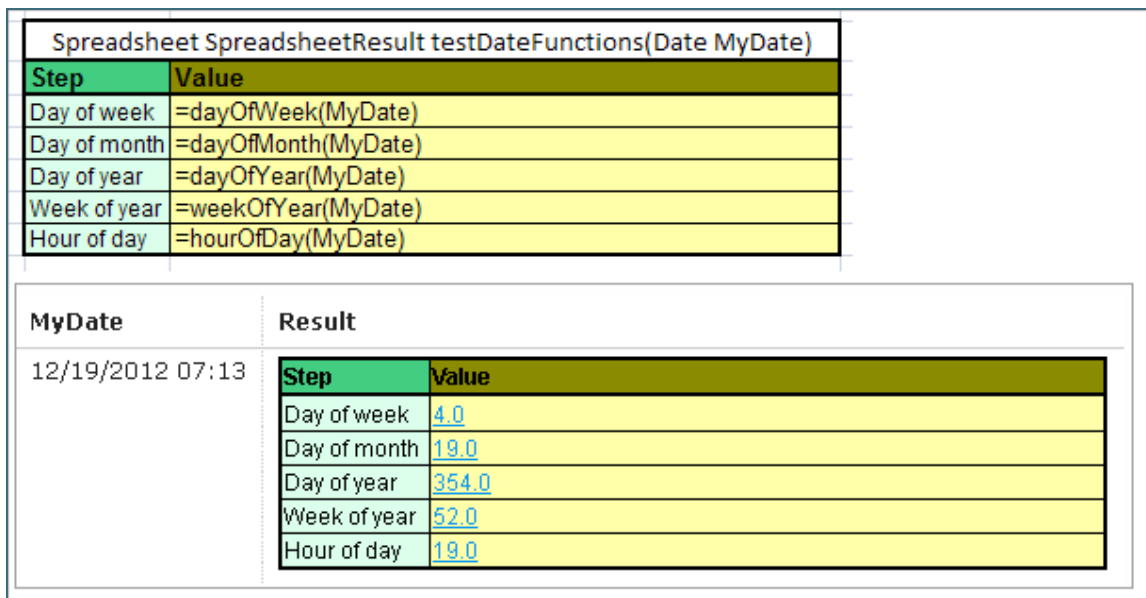 Spreadsheet SpreadsheetResult testDateFunctions(Date MyDate)
Step Value
Day of week =dayOfWeek(MyDate)
Day of month =dayOfMonth(MyDate)
Day of year =dayOfYear(MyDate)
Week of year =weekOfYear(MyDate)
Hour of day =hourOfDay(MyDate)
MyDate Result
12/19/2012 07:13 Step Value
Day of week 4.0
Day of month 19.0
Day of year 354.0
Week of year 52.0
Hour of day 19.0